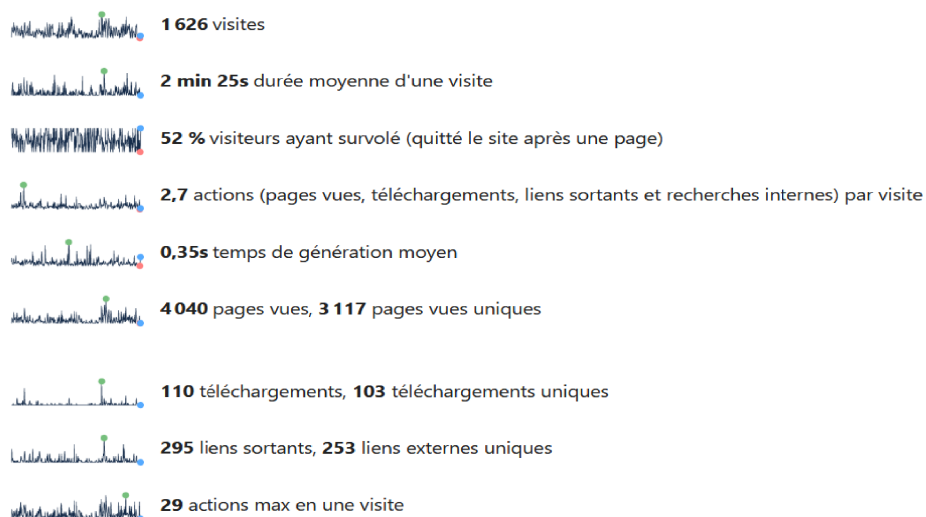 1 626 visites
2 min 25s durée moyenne d'une visite
52 % visiteurs ayant survolé (quitté le site après une page)
2,7 actions (pages vues, téléchargements, liens sortants et recherches internes) par visite
0,35s temps de génération moyen
4 040 pages vues, 3 117 pages vues uniques
110 téléchargements, 103 téléchargements uniques
295 liens sortants, 253 liens externes uniques
29 actions max en une visite